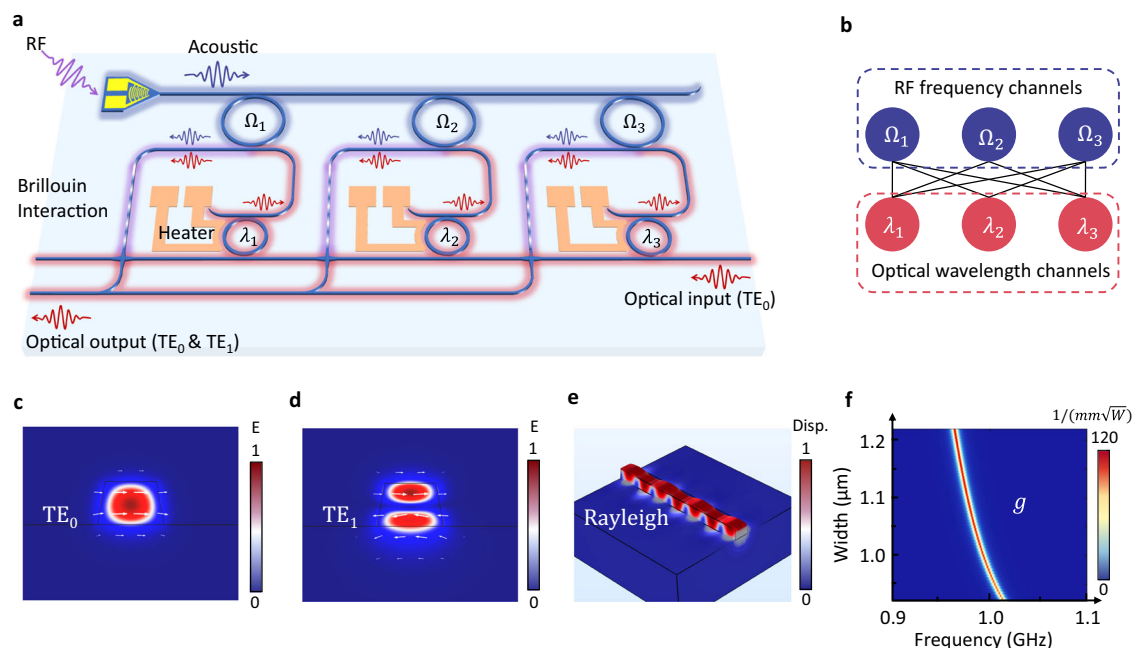 a
RF
Acoustic
Ω₁
Ω₂
Ω₃
Brillouin
Interaction
Heater
λ₁
λ₂
λ₃
Optical input (TE₀)
Optical output (TE₀ & TE₁)
b
RF frequency channels
Ω₁
Ω₂
Ω₃
λ₁
λ₂
λ₃
Optical wavelength channels
c
E
1
TE₀
0
d
E
1
TE₁
0
e
Disp.
1
Rayleigh
0
f
1/(mm√W)
120
0
g
Width (μm)
1.2
1.1
1.0
0.9
1.0
1.1
Frequency (GHz)